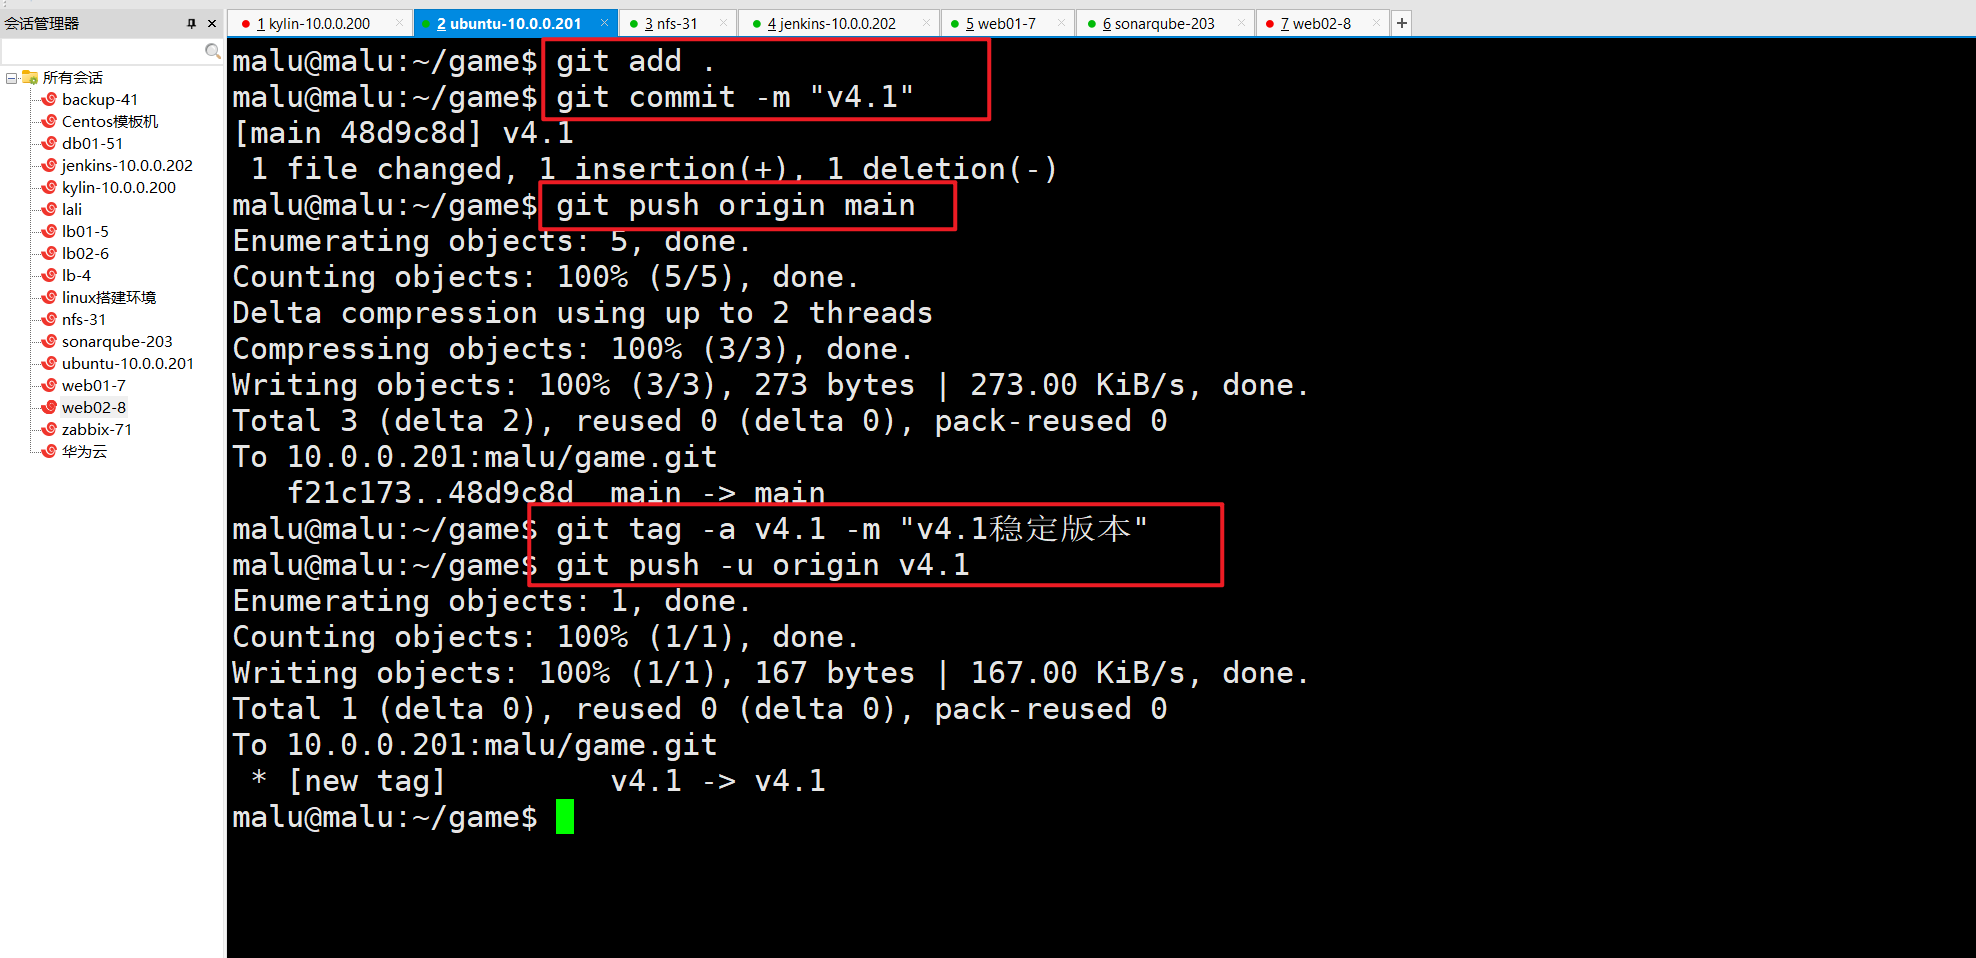 会话管理器
所有会话
backup-41
Centos模板机
db01-51
jenkins-10.0.0.202
kylin-10.0.0.200
lali
lb01-5
lb02-6
lb-4
linux搭建环境
nfs-31
sonarqube-203
ubuntu-10.0.0.201
web01-7
web02-8
zabbix-71
华为云
1 kylin-10.0.0.200 2 ubuntu-10.0.0.201 3 nfs-31 4 jenkins-10.0.0.202 5 web01-7 6 sonarqube-203 7 web02-8
malu@malu:~/game$ git add .
malu@malu:~/game$ git commit -m "v4.1"
[main 48d9c8d] v4.1
1 file changed, 1 insertion(+), 1 deletion(-)
malu@malu:~/game$ git push origin main
Enumerating objects: 5, done.
Counting objects: 100% (5/5), done.
Delta compression using up to 2 threads
Compressing objects: 100% (3/3), done.
Writing objects: 100% (3/3), 273 bytes | 273.00 KiB/s, done.
Total 3 (delta 2), reused 0 (delta 0), pack-reused 0
To 10.0.0.201:malu/game.git
f21c173..48d9c8d  main -> main
malu@malu:~/game$ git tag -a v4.1 -m "v4.1稳定版本"
malu@malu:~/game$ git push -u origin v4.1
Enumerating objects: 1, done.
Counting objects: 100% (1/1), done.
Writing objects: 100% (1/1), 167 bytes | 167.00 KiB/s, done.
Total 1 (delta 0), reused 0 (delta 0), pack-reused 0
To 10.0.0.201:malu/game.git
* [new tag]         v4.1 -> v4.1
malu@malu:~/game$